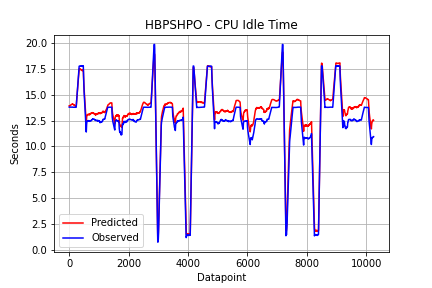 HBPSHPO - CPU Idle Time
20.0
17.5
15.0
12.5
10.0
7.5
5.0
2.5
0.0
Seconds
Predicted
Observed
0 2000 4000 6000 8000 10000
Datapoint